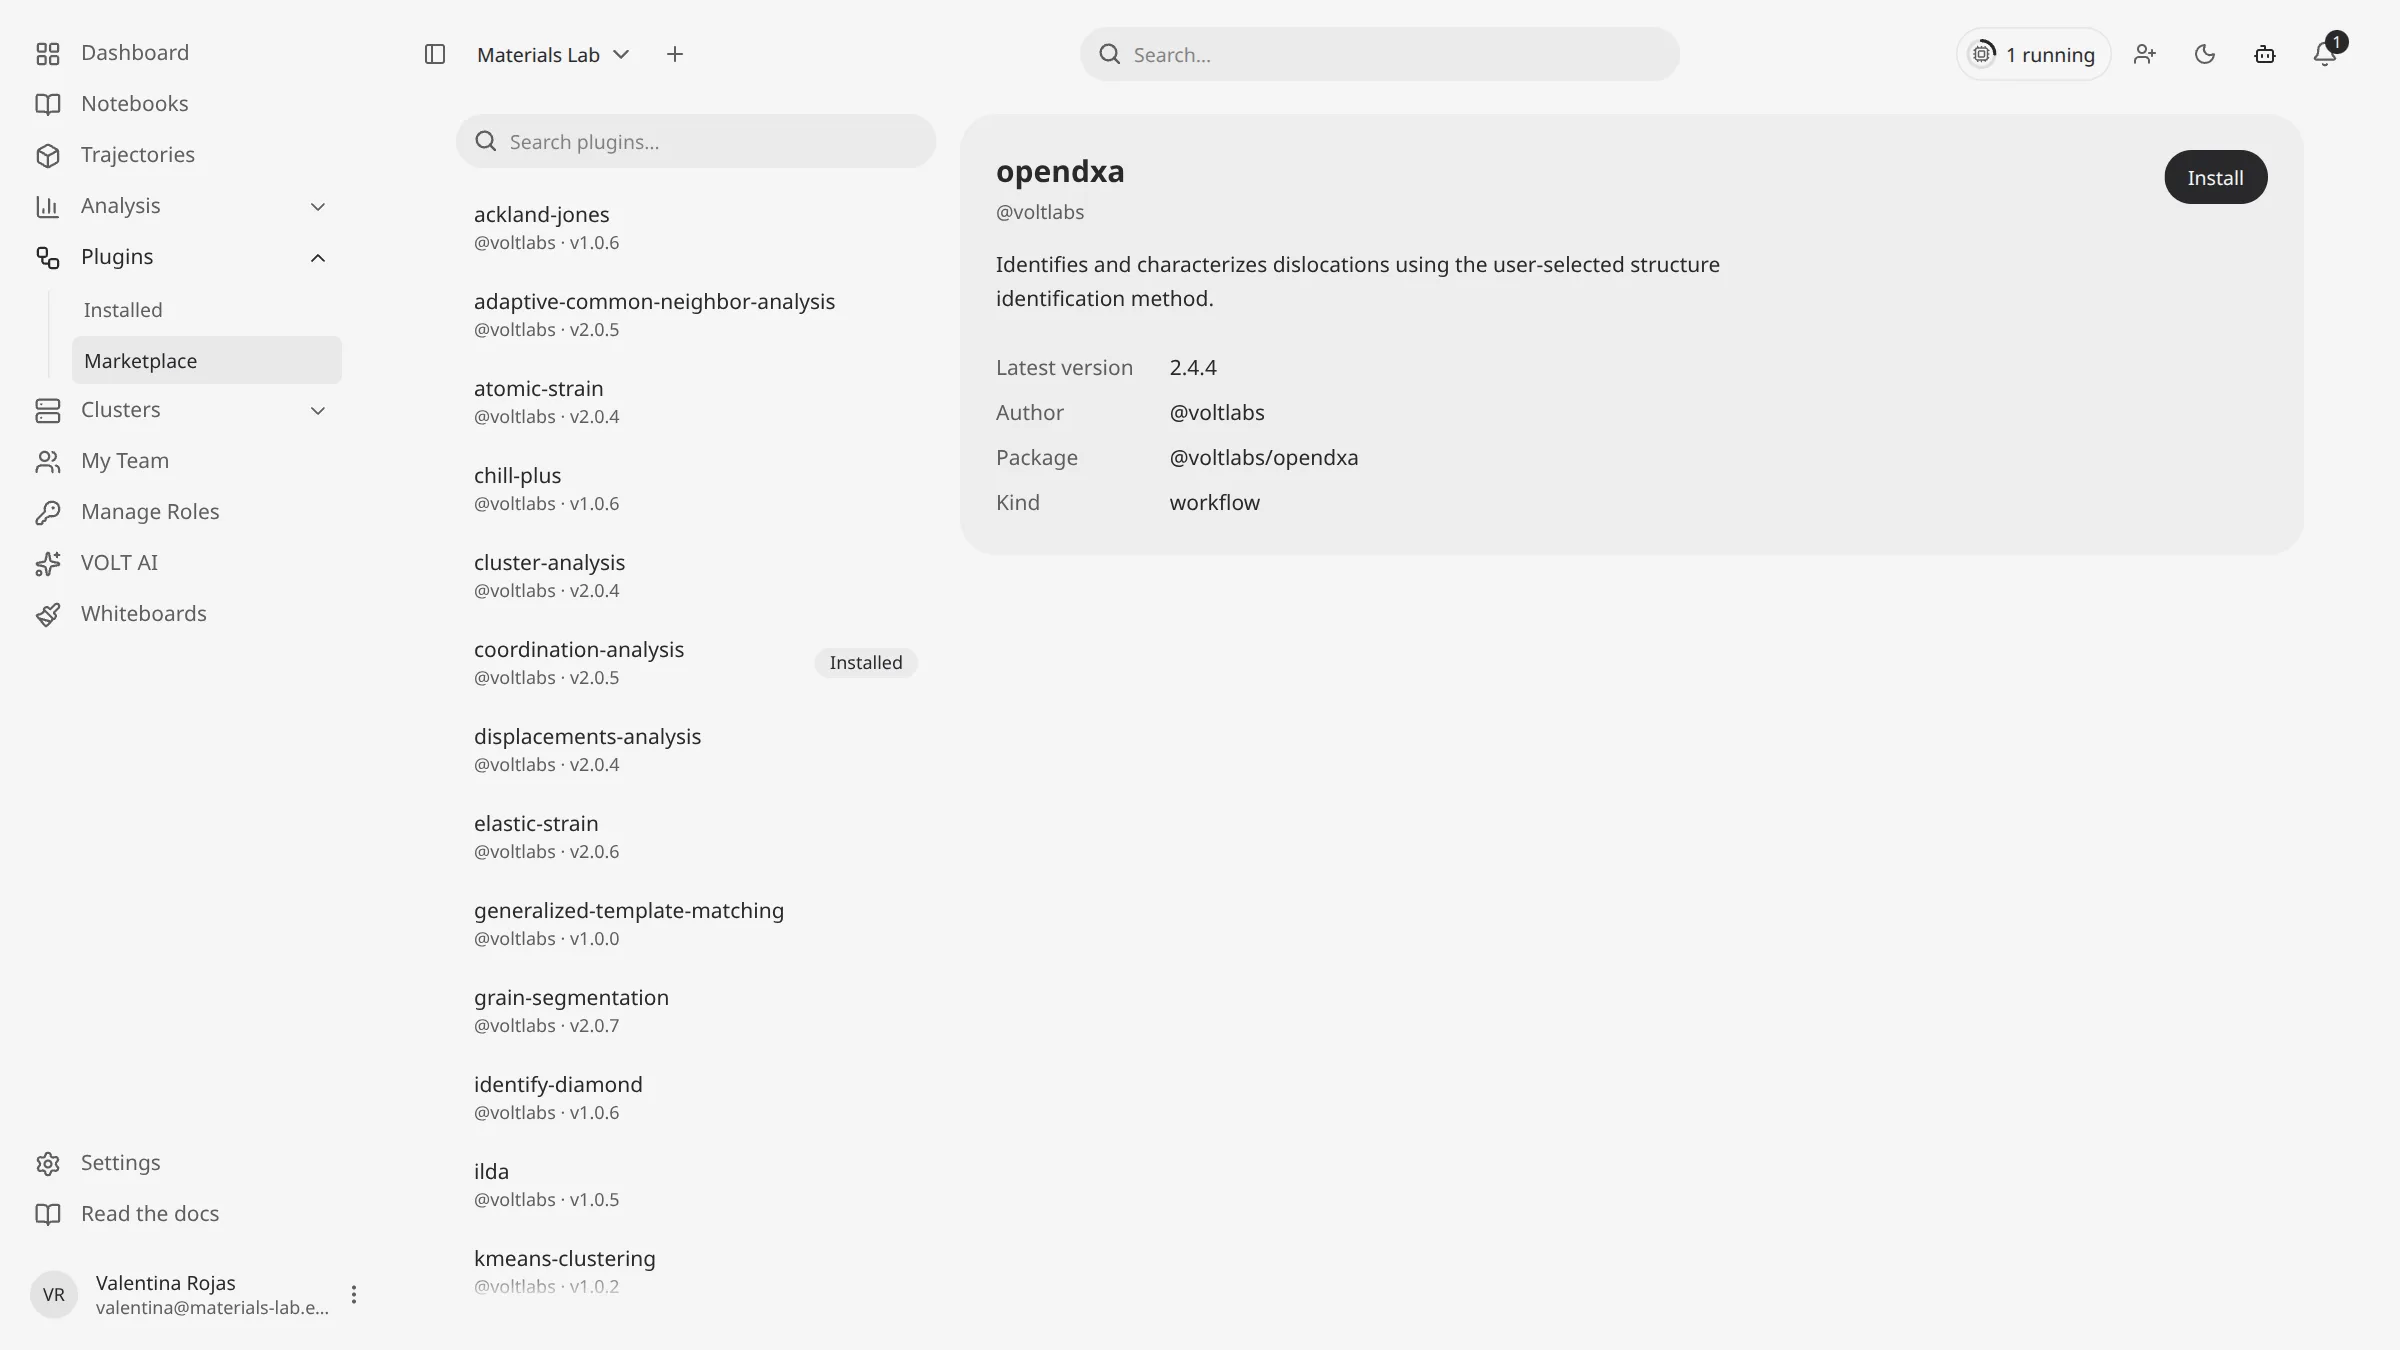 Dashboard
Notebooks
Trajectories
Analysis
Plugins
Installed
Marketplace
Clusters
My Team
Manage Roles
VOLT AI
Whiteboards
Settings
Read the docs
VR
Valentina Rojas
valentina@materials-lab.e...
Materials Lab
Search...
1 running
1
Search plugins...
ackland-jones
@voltlabs · v1.0.6
adaptive-common-neighbor-analysis
@voltlabs · v2.0.5
atomic-strain
@voltlabs · v2.0.4
chill-plus
@voltlabs · v1.0.6
cluster-analysis
@voltlabs · v2.0.4
coordination-analysis
@voltlabs · v2.0.5
Installed
displacements-analysis
@voltlabs · v2.0.4
elastic-strain
@voltlabs · v2.0.6
generalized-template-matching
@voltlabs · v1.0.0
grain-segmentation
@voltlabs · v2.0.7
identify-diamond
@voltlabs · v1.0.6
ilda
@voltlabs · v1.0.5
kmeans-clustering
@voltlabs · v1.0.2
opendxa
@voltlabs
Install
Identifies and characterizes dislocations using the user-selected structure
identification method.
Latest version 2.4.4
Author @voltlabs
Package @voltlabs/opendxa
Kind workflow